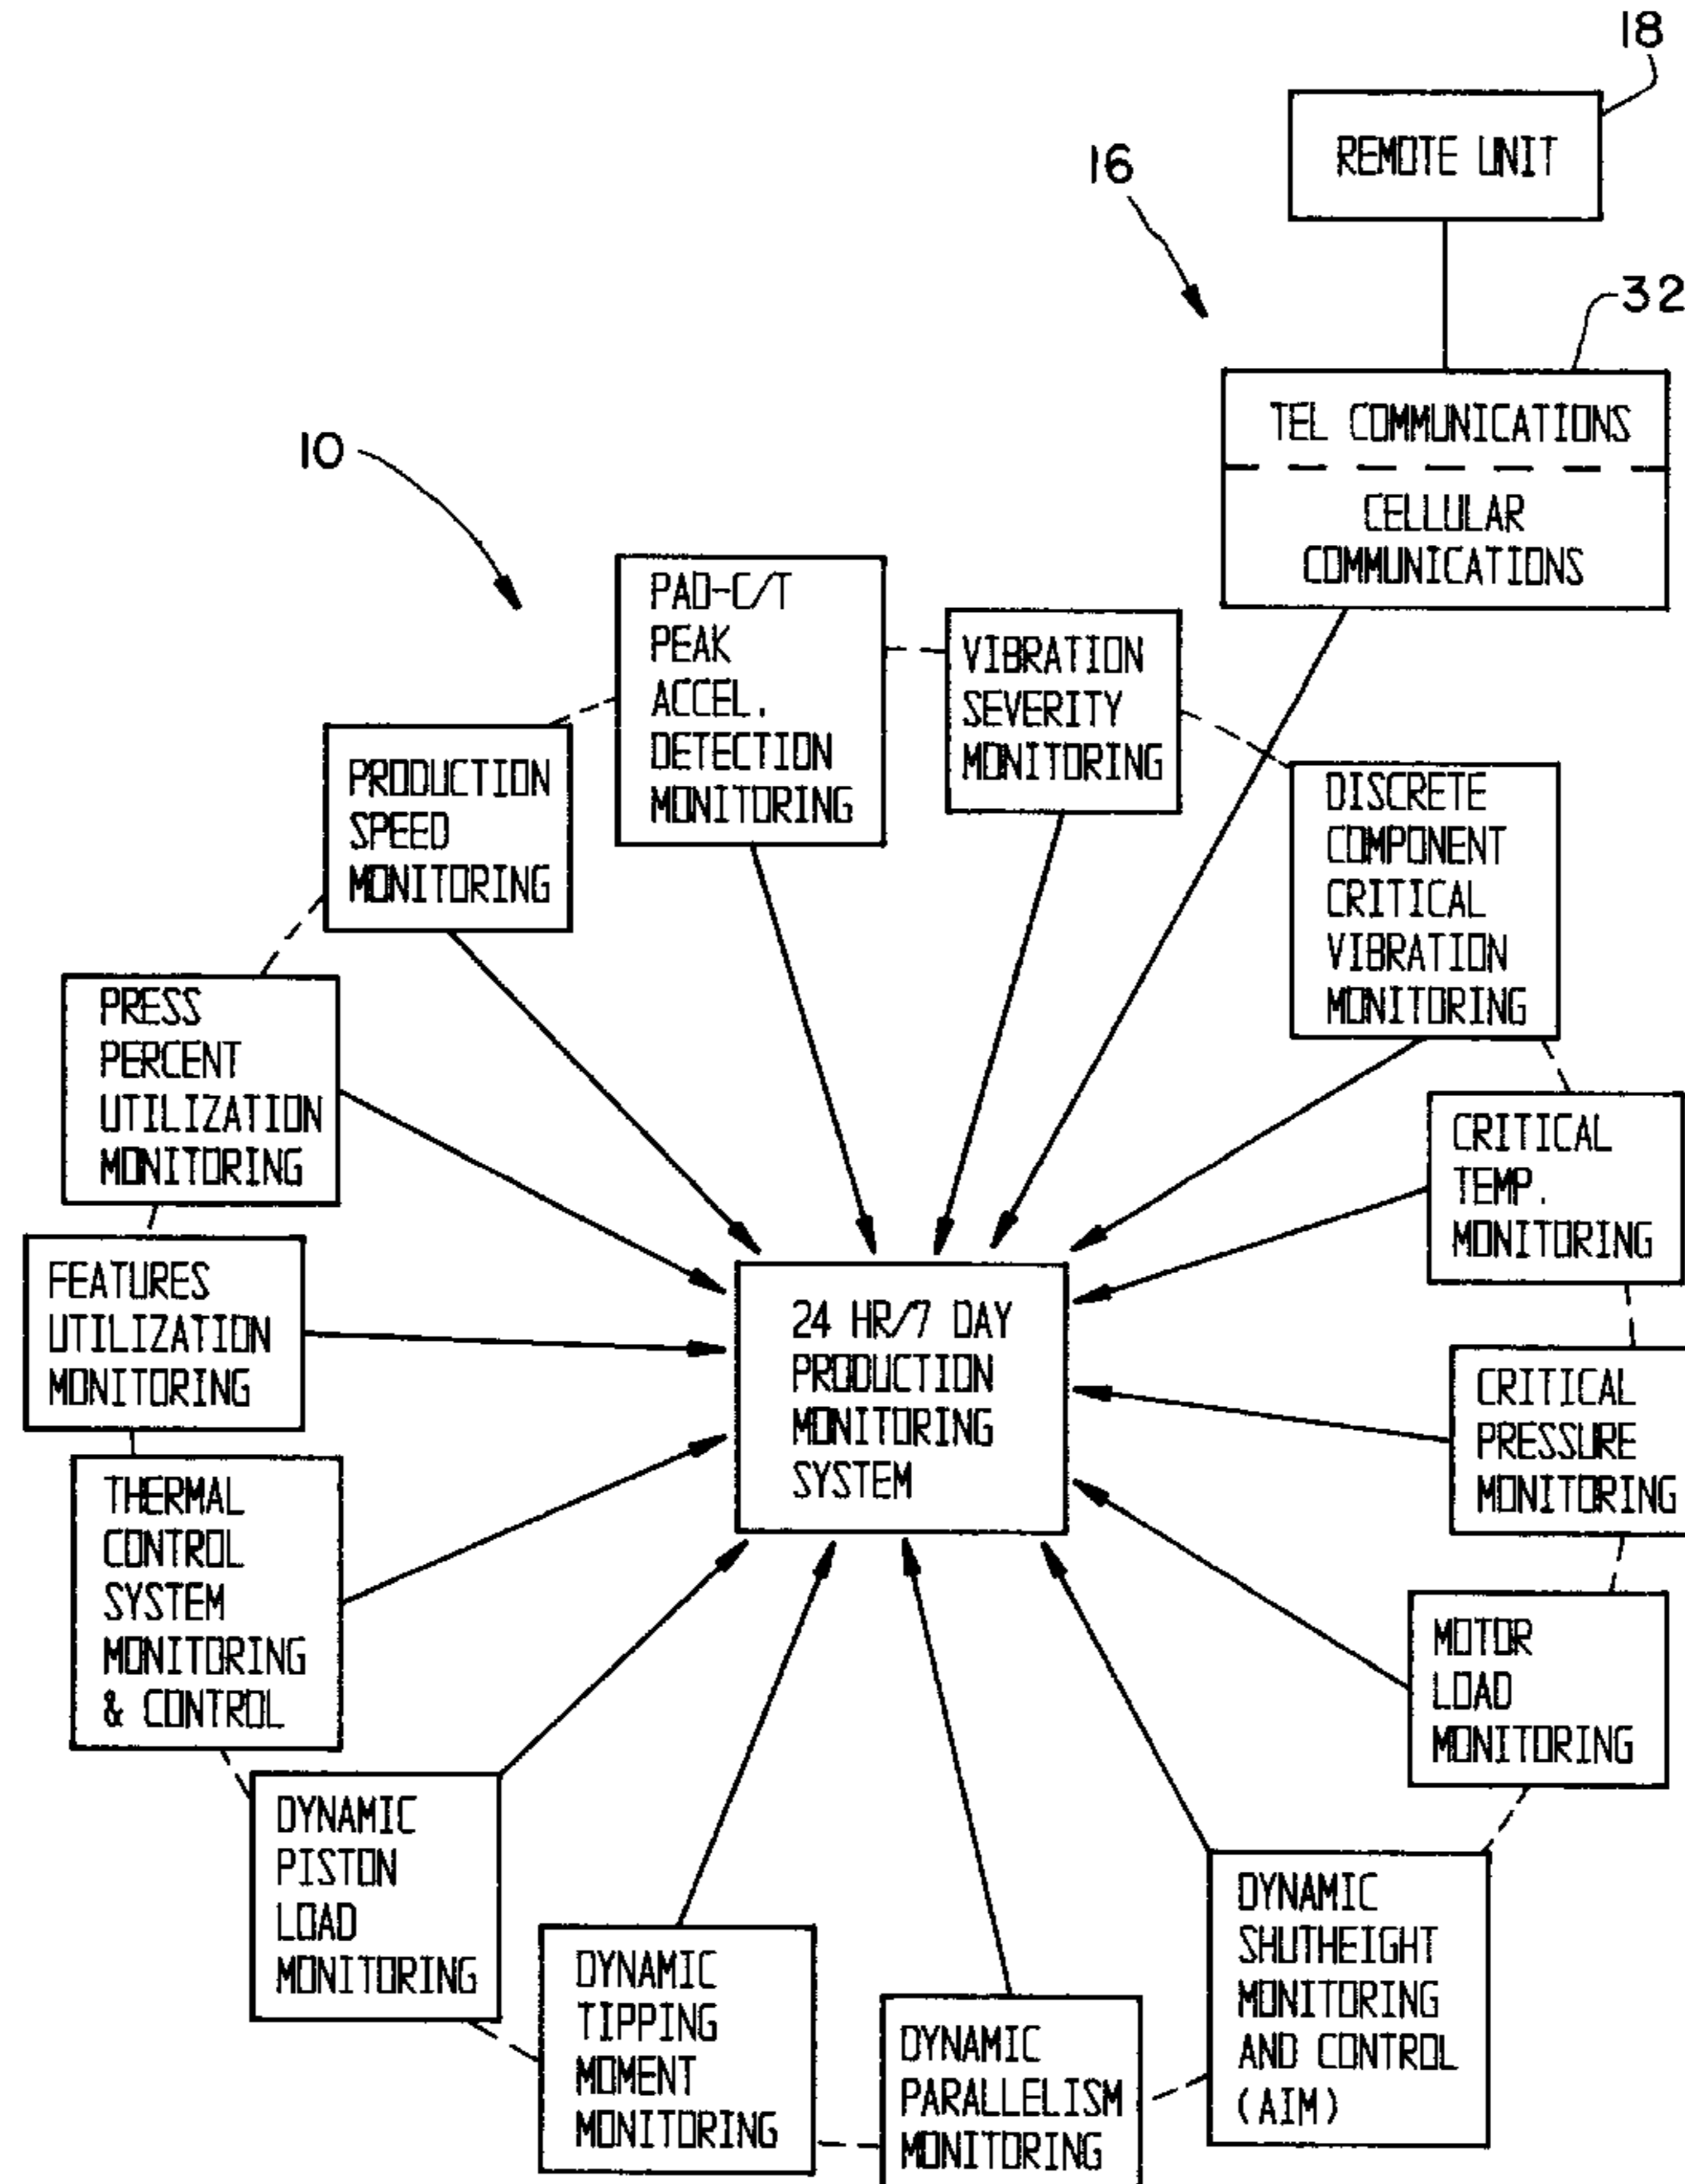 18
REMOTE UNIT
16
32
TEL COMMUNICATIONS
CELLULAR
COMMUNICATIONS
10
PAD-C/T
PEAK
ACCEL.
DETECTION
MONITORING
VIBRATION
SEVERITY
MONITORING
PRODUCTION
SPEED
MONITORING
DISCRETE
COMPONENT
CRITICAL
VIBRATION
MONITORING
PRESS
PERCENT
UTILIZATION
MONITORING
CRITICAL
TEMP.
MONITORING
FEATURES
UTILIZATION
MONITORING
24 HR/7 DAY
PRODUCTION
MONITORING
SYSTEM
CRITICAL
PRESSURE
MONITORING
THERMAL
CONTROL
SYSTEM
MONITORING
& CONTROL
MOTOR
LOAD
MONITORING
DYNAMIC
PISTON
LOAD
MONITORING
DYNAMIC
TIPPING
MOMENT
MONITORING
DYNAMIC
PARALLELISM
MONITORING
DYNAMIC
SHUTHEIGHT
MONITORING
AND CONTROL
(AIM)